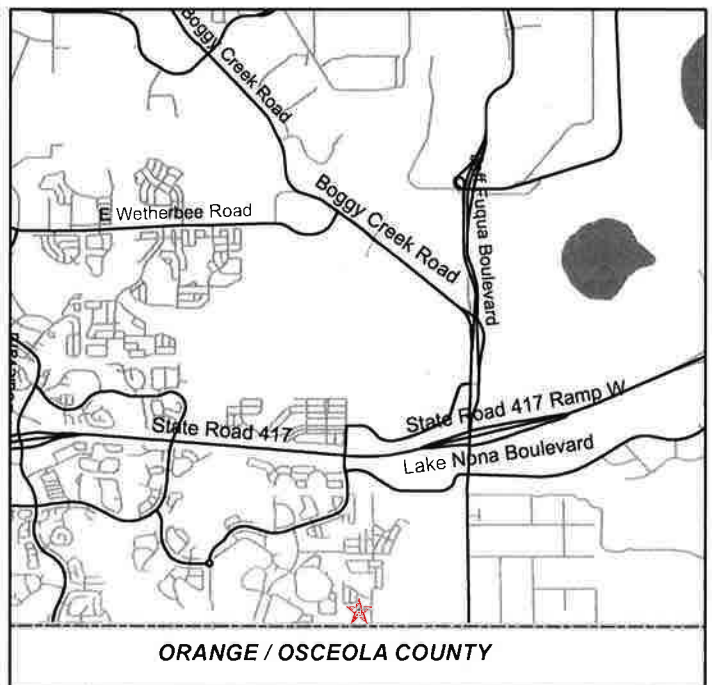 Boggy Creek Road
E Wetherbee Road
Boggy Creek Road
Jeff Fuqua Boulevard
State Road 417
State Road 417 Ramp W
Lake Nona Boulevard
ORANGE / OSCEOLA COUNTY